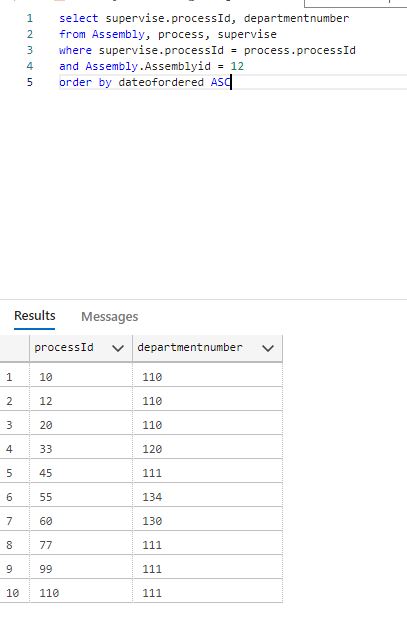 1 select supervise.processId, departmentnumber
2 from Assembly, process, supervise
3 where supervise.processId = process.processId
4 and Assembly.Assemblyid = 12
5 order by dateofordered ASC
Results Messages
processId departmentnumber
1 10 110
2 12 110
3 20 110
4 33 120
5 45 111
6 55 134
7 60 130
8 77 111
9 99 111
10 110 111